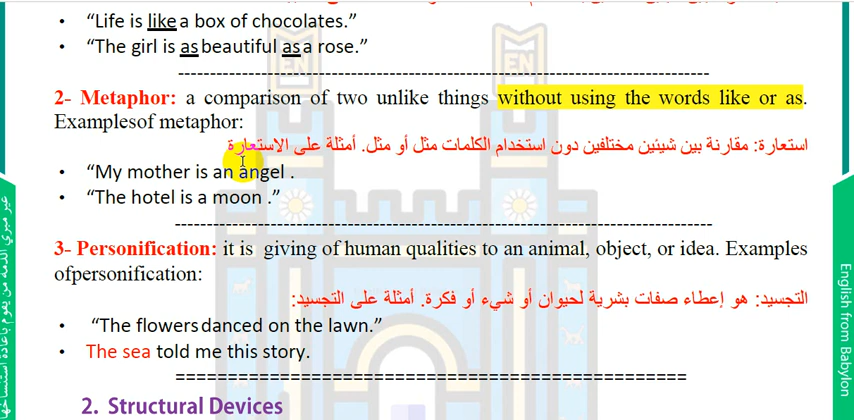 • “Life is like a box of chocolates.”
• “The girl is as beautiful as a rose.”
------------------------------------------------------------------------------------
2- Metaphor: a comparison of two unlike things without using the words like or as.
Examplesof metaphor:
استعارة: مقارنة بين شيئين مختلفين دون استخدام الكلمات مثل أو مثل. أمثلة على الاستعارة
• “My mother is an angel .
• “The hotel is a moon .”
------------------------------------------------------------------------------------
3- Personification: it is giving of human qualities to an animal, object, or idea. Examples
ofpersonification:
التجسيد: هو إعطاء صفات بشرية لحيوان أو شيء أو فكرة. أمثلة على التجسيد:
• “The flowers danced on the lawn.”
• The sea told me this story.
====================================================
2. Structural Devices
English from Babylon
EN